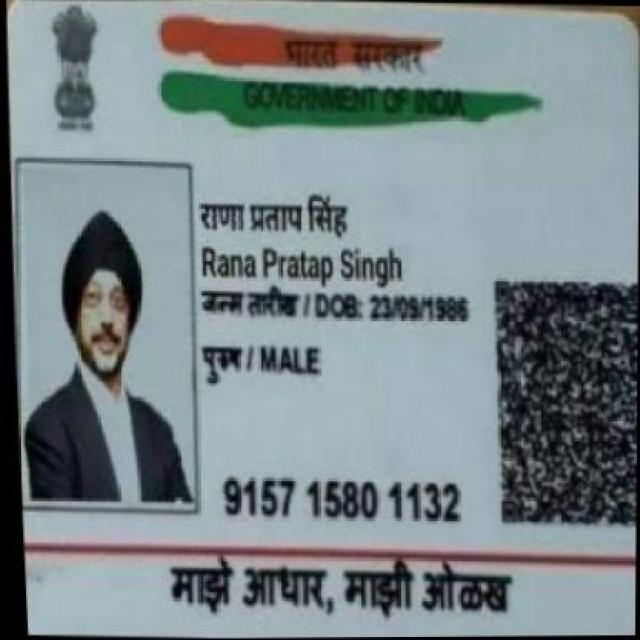 भारत सरकार
GOVERNMENT OF INDIA
राणा प्रताप सिंह
Rana Pratap Singh
जन्म तारीख / DOB: 23/09/1986
पुरुष / MALE
9157 1580 1132
माझे आधार, माझी ओळख